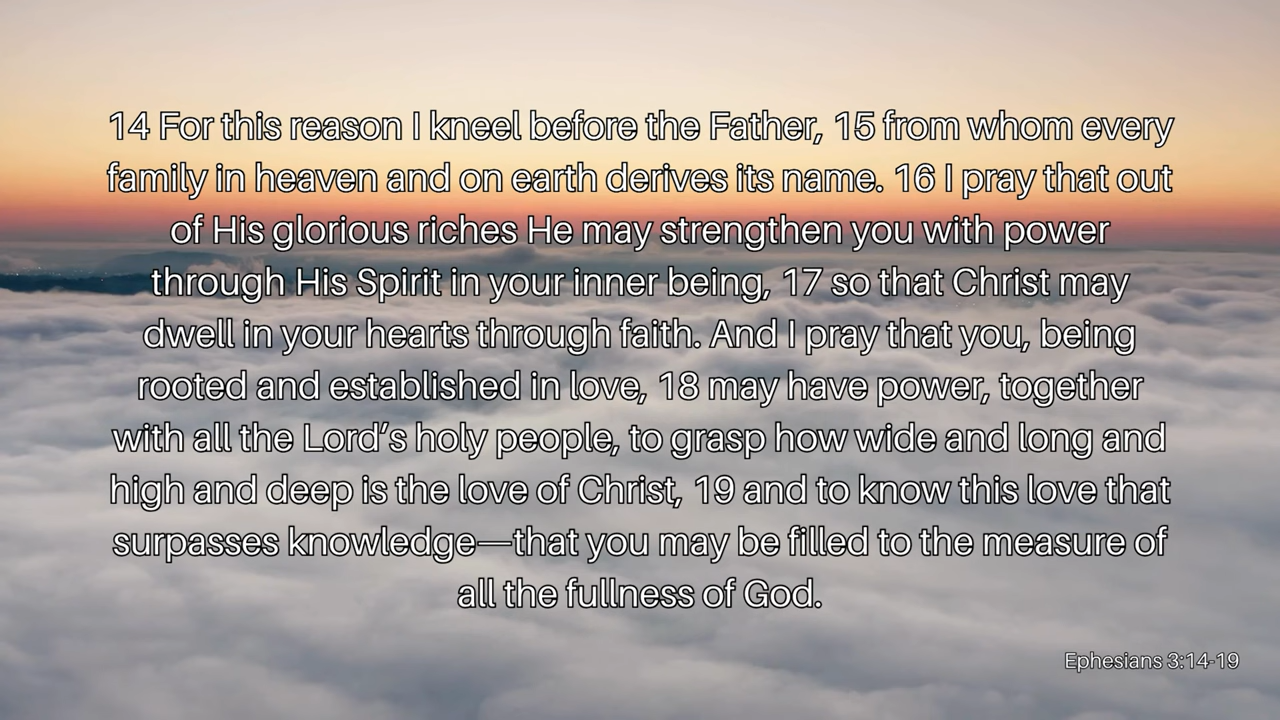 14 For this reason I kneel before the Father, 15 from whom every
family in heaven and on earth derives its name. 16 I pray that out
of His glorious riches He may strengthen you with power
through His Spirit in your inner being, 17 so that Christ may
dwell in your hearts through faith. And I pray that you, being
rooted and established in love, 18 may have power, together
with all the Lord’s holy people, to grasp how wide and long and
high and deep is the love of Christ, 19 and to know this love that
surpasses knowledge—that you may be filled to the measure of
all the fullness of God.
Ephesians 3:14-19